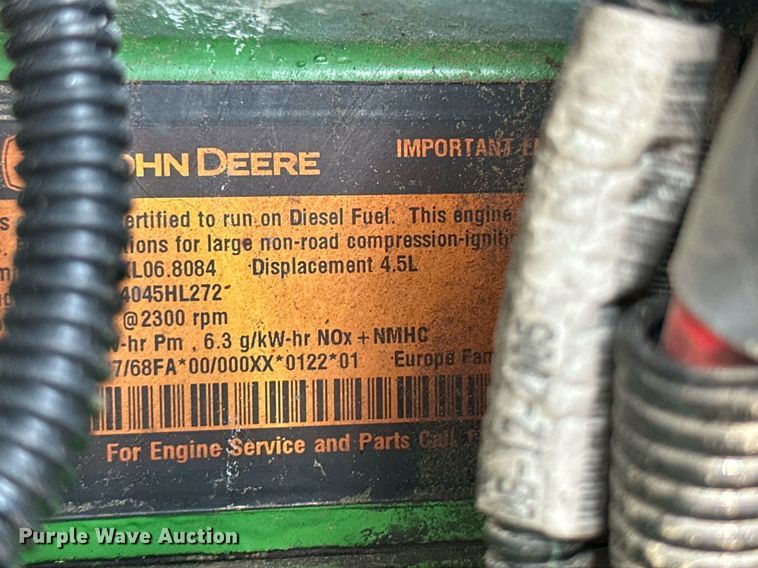 JOHN DEERE IMPORTANT
ertified to run on Diesel Fuel. This engine
ions for large non-road compression-igniti
XL06.8084 Displacement 4.5L
4045HL272
@2300 rpm
-hr Pm , 6.3 g/kW-hr NOx + NMHC
7/68FA*00/000XX*0122*01 Europe Fam
For Engine Service and Parts Call
Purple Wave Auction